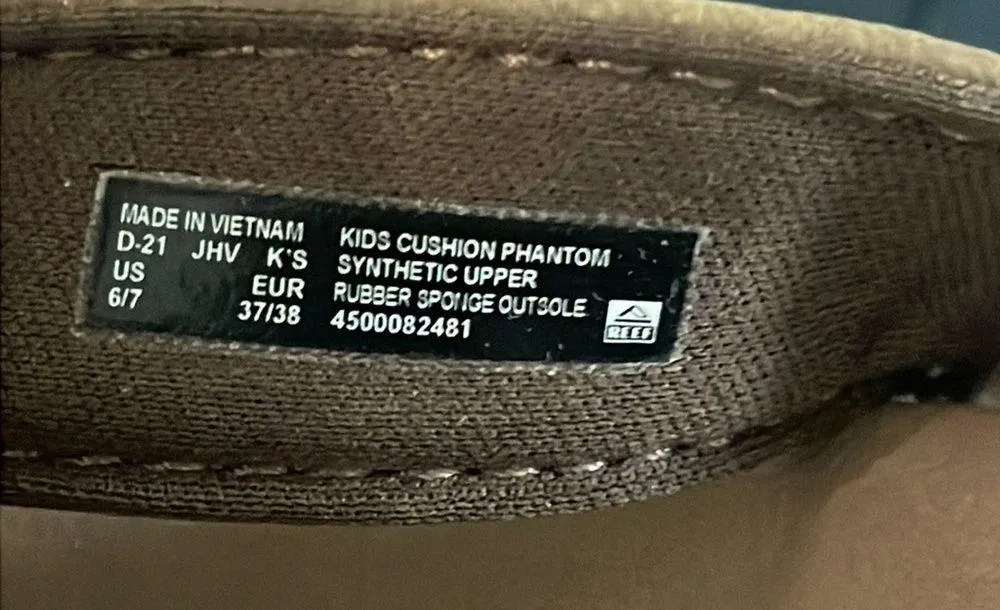 MADE IN VIETNAM
D-21 JHV K'S
US EUR
6/7 37/38
KIDS CUSHION PHANTOM
SYNTHETIC UPPER
RUBBER SPONGE OUTSOLE
4500082481
REEF